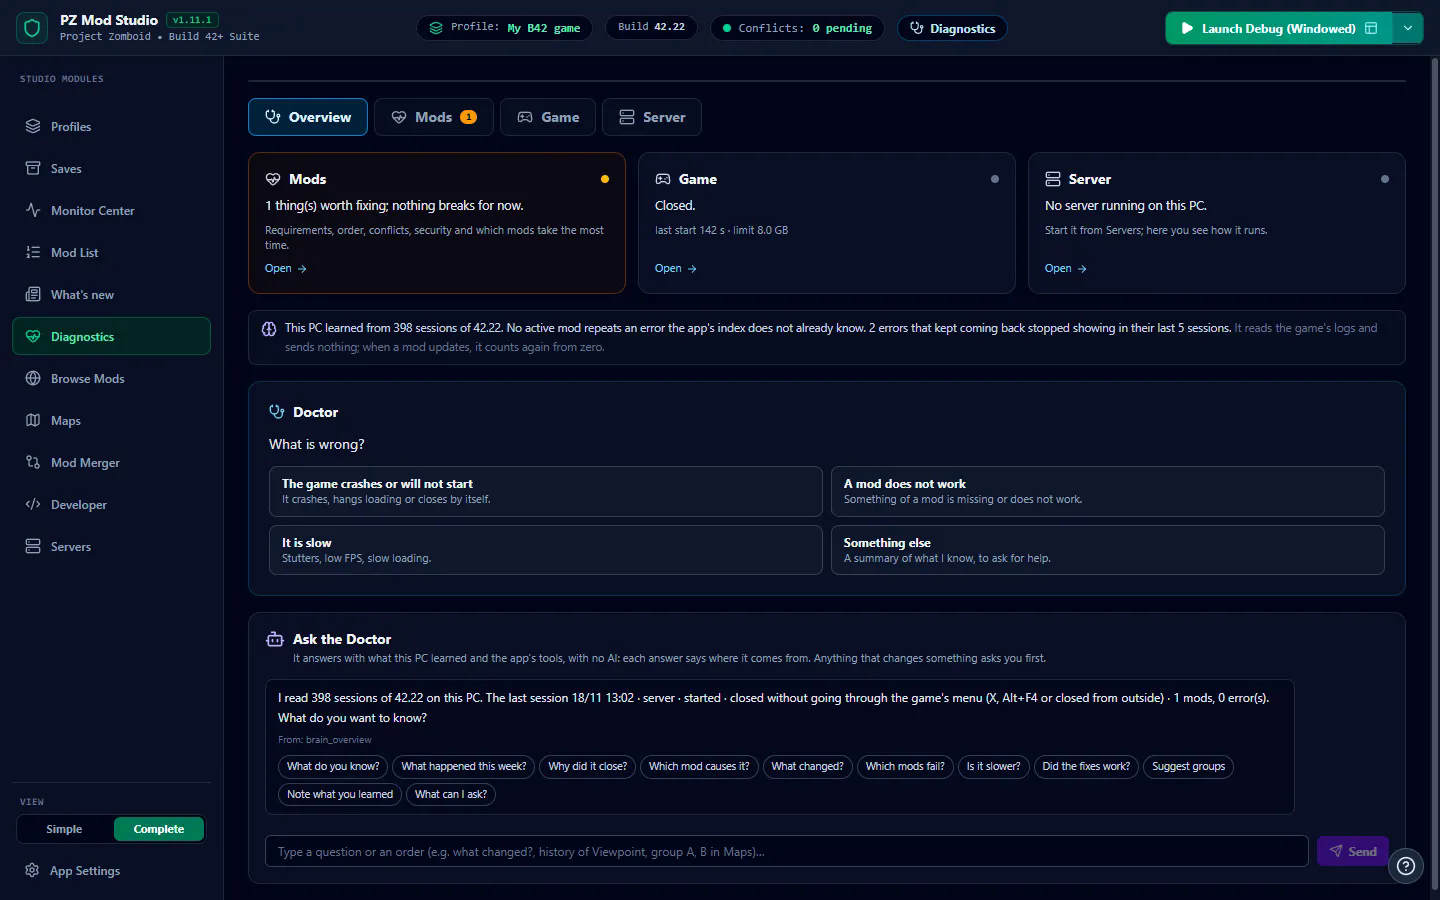 PZ Mod Studio v1.11.1
Project Zomboid • Build 42+ Suite
Profile: My B42 game
Build 42.22
Conflicts: 0 pending
Diagnostics
Launch Debug (Windowed)
STUDIO MODULES
Profiles
Saves
Monitor Center
Mod List
What's new
Diagnostics
Browse Mods
Maps
Mod Merger
Developer
Servers
VIEW
Simple
Complete
App Settings
Overview
Mods 1
Game
Server
Mods
1 thing(s) worth fixing; nothing breaks for now.
Requirements, order, conflicts, security and which mods take the most
time.
Open →
Game
Closed.
last start 142 s · limit 8.0 GB
Open →
Server
No server running on this PC.
Start it from Servers; here you see how it runs.
Open →
This PC learned from 398 sessions of 42.22. No active mod repeats an error the app's index does not already know. 2 errors that kept coming back stopped showing in their last 5 sessions. It reads the game's logs and
sends nothing; when a mod updates, it counts again from zero.
Doctor
What is wrong?
The game crashes or will not start
It crashes, hangs loading or closes by itself.
A mod does not work
Something of a mod is missing or does not work.
It is slow
Stutters, low FPS, slow loading.
Something else
A summary of what I know, to ask for help.
Ask the Doctor
It answers with what this PC learned and the app's tools, with no AI: each answer says where it comes from. Anything that changes something asks you first.
I read 398 sessions of 42.22 on this PC. The last session 18/11 13:02 · server · started · closed without going through the game's menu (X, Alt+F4 or closed from outside) · 1 mods, 0 error(s).
What do you want to know?
From: brain_overview
What do you know?
What happened this week?
Why did it close?
Which mod causes it?
What changed?
Which mods fail?
Is it slower?
Did the fixes work?
Suggest groups
Note what you learned
What can I ask?
Type a question or an order (e.g. what changed?, history of Viewpoint, group A, B in Maps)...
Send